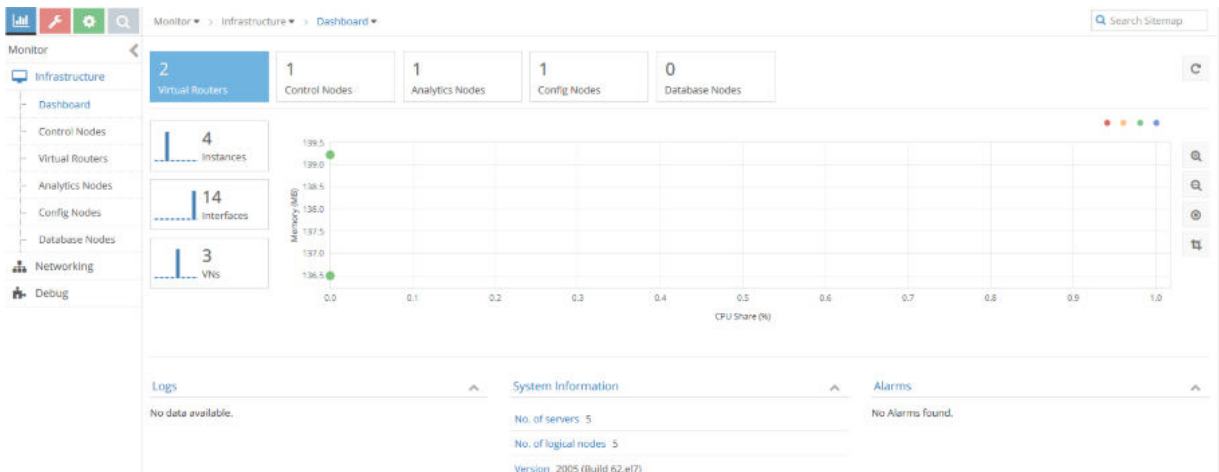 Monitor > Infrastructure > Dashboard
Search Sitemap
Monitor
Infrastructure
Dashboard
Control Nodes
Virtual Routers
Analytics Nodes
Config Nodes
Database Nodes
Networking
Debug
2
Virtual Routers
1
Control Nodes
1
Analytics Nodes
1
Config Nodes
0
Database Nodes
4
Instances
14
Interfaces
3
VNs
Memory (MB)
139.5
139.0
138.5
138.0
137.5
137.0
136.5
0.0 0.1 0.2 0.3 0.4 0.5 0.6 0.7 0.8 0.9 1.0
CPU Share (%)
Logs
No data available.
System Information
No. of servers 5
No. of logical nodes 5
Version 2005 (Build 62.el7)
Alarms
No Alarms found.